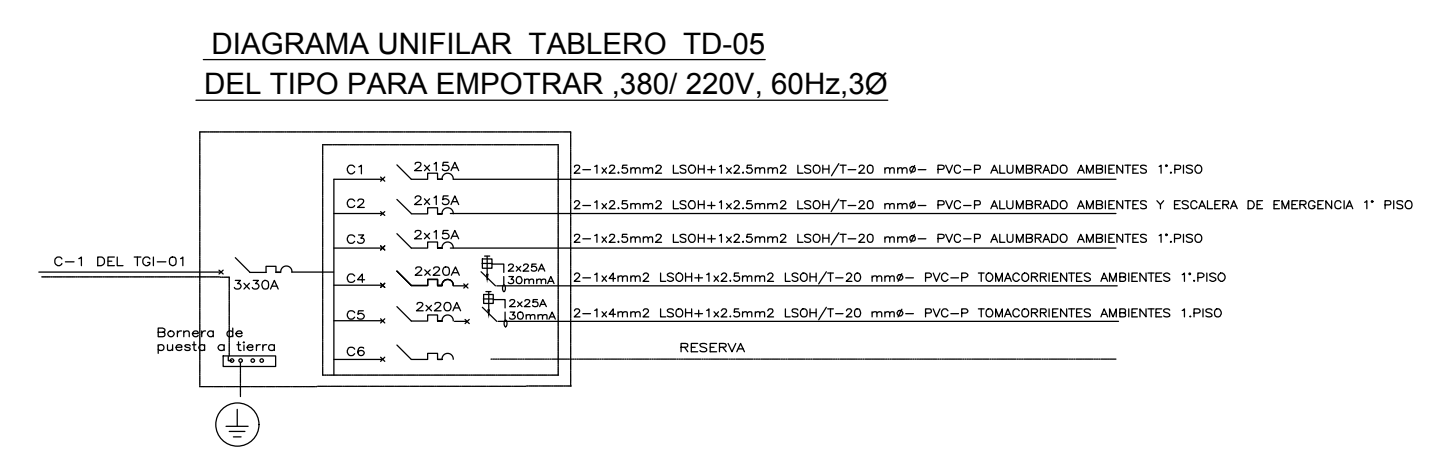 DIAGRAMA UNIFILAR TABLERO TD-05
DEL TIPO PARA EMPOTRAR ,380/ 220V, 60Hz,3Ø
C1 2x15A 2-1x2.5mm2 LSOH+1x2.5mm2 LSOH/T-20 mmø- PVC-P ALUMBRADO AMBIENTES 1°.PISO
C2 2x15A 2-1x2.5mm2 LSOH+1x2.5mm2 LSOH/T-20 mmø- PVC-P ALUMBRADO AMBIENTES Y ESCALERA DE EMERGENCIA 1° PISO
C3 2x15A 2-1x2.5mm2 LSOH+1x2.5mm2 LSOH/T-20 mmø- PVC-P ALUMBRADO AMBIENTES 1°.PISO
C-1 DEL TGI-01
3x30A
C4 2x20A 2x25A
30mmA 2-1x4mm2 LSOH+1x2.5mm2 LSOH/T-20 mmø- PVC-P TOMACORRIENTES AMBIENTES 1°.PISO
C5 2x20A 2x25A
30mmA 2-1x4mm2 LSOH+1x2.5mm2 LSOH/T-20 mmø- PVC-P TOMACORRIENTES AMBIENTES 1.PISO
Bornera de
puesta a tierra
C6 RESERVA